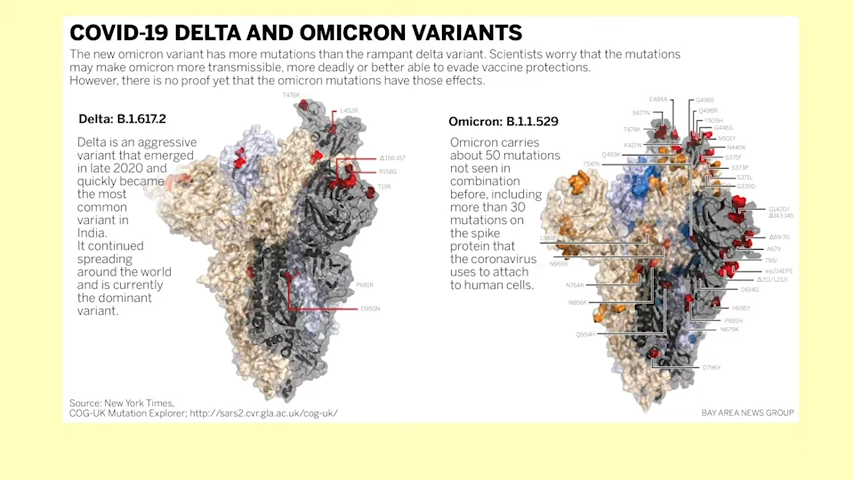 COVID-19 DELTA AND OMICRON VARIANTS
The new omicron variant has more mutations than the rampant delta variant. Scientists worry that the mutations
may make omicron more transmissible, more deadly or better able to evade vaccine protections.
However, there is no proof yet that the omicron mutations have those effects.
Delta: B.1.617.2
Delta is an aggressive
variant that emerged
in late 2020 and
quickly became
the most
common
variant in
India.
It continued
spreading
around the world
and is currently
the dominant
variant.
T478K
L452R
Δ156-157
R158G
T19R
P681R
D950N
Omicron: B.1.1.529
Omicron carries
about 50 mutations
not seen in
combination
before, including
more than 30
mutations on
the spike
protein that
the coronavirus
uses to attach
to human cells.
E484A
S477N
T478K
K417N
Q493K
T547K
N764K
N856K
Q954H
G496S
Q498R
Y505H
G446S
N501Y
N440K
S375F
S373P
S371L
G339D
Δ69-70
A67V
T95I
D614G
H655Y
P681H
N679K
D796Y
Source: New York Times,
COG-UK Mutation Explorer; http://sars2.cvr.gla.ac.uk/cog-uk/
BAY AREA NEWS GROUP